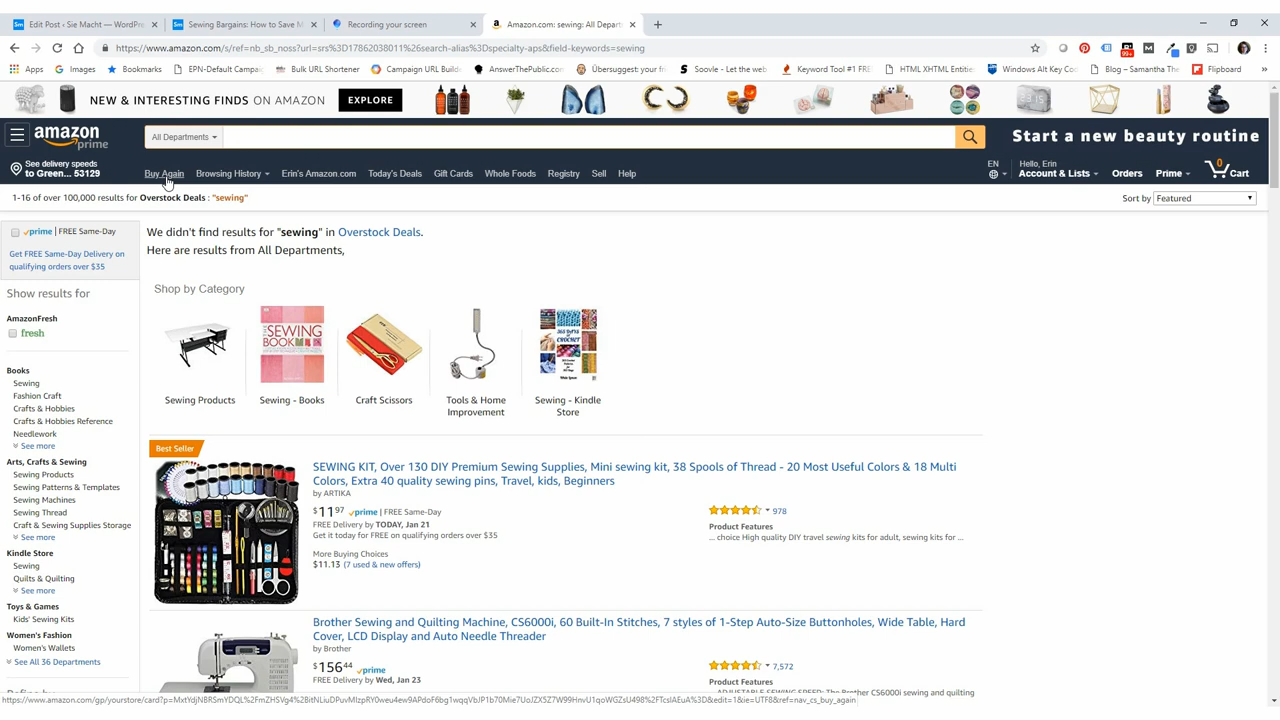 Edit Post ‹ Sie Macht — WordPre
Sewing Bargains: How to Save M
Recording your screen
Amazon.com: sewing: All Depart
https://www.amazon.com/s/ref=nb_sb_noss?url=srs%3D17862038011%26search-alias%3Dspecialty-aps&field-keywords=sewing
Apps
Images
Bookmarks
EPN-Default Campai
Bulk URL Shortener
Campaign URL Builde
AnswerThePublic.com
Übersuggest: your fr
Soovle - Let the web
Keyword Tool #1 FRE
HTML XHTML Entitie
Windows Alt Key Co
Blog – Samantha The
Flipboard
NEW & INTERESTING FINDS ON AMAZON
EXPLORE
amazon prime
All Departments
Start a new beauty routine
See delivery speeds
to Green... 53129
Buy Again
Browsing History
Erin's Amazon.com
Today's Deals
Gift Cards
Whole Foods
Registry
Sell
Help
EN
Hello, Erin
Account & Lists
Orders
Prime
0
Cart
1-16 of over 100,000 results for Overstock Deals : "sewing"
Sort by Featured
prime | FREE Same-Day
Get FREE Same-Day Delivery on
qualifying orders over $35
Show results for
AmazonFresh
fresh
Books
Sewing
Fashion Craft
Crafts & Hobbies
Crafts & Hobbies Reference
Needlework
See more
Arts, Crafts & Sewing
Sewing Products
Sewing Patterns & Templates
Sewing Machines
Sewing Thread
Craft & Sewing Supplies Storage
See more
Kindle Store
Sewing
Quilts & Quilting
See more
Toys & Games
Kids' Sewing Kits
Women's Fashion
Women's Wallets
See All 36 Departments
We didn't find results for "sewing" in Overstock Deals.
Here are results from All Departments,
Shop by Category
Sewing Products
Sewing - Books
Craft Scissors
Tools & Home
Improvement
Sewing - Kindle
Store
Best Seller
SEWING KIT, Over 130 DIY Premium Sewing Supplies, Mini sewing kit, 38 Spools of Thread - 20 Most Useful Colors & 18 Multi
Colors, Extra 40 quality sewing pins, Travel, kids, Beginners
by ARTIKA
$11 97 prime | FREE Same-Day
FREE Delivery by TODAY, Jan 21
Get it today for FREE on qualifying orders over $35
More Buying Choices
$11.13 (7 used & new offers)
978
Product Features
... choice High quality DIY travel sewing kits for adult, sewing kits for ...
Brother Sewing and Quilting Machine, CS6000i, 60 Built-In Stitches, 7 styles of 1-Step Auto-Size Buttonholes, Wide Table, Hard
Cover, LCD Display and Auto Needle Threader
by Brother
$156 44 prime
FREE Delivery by Wed, Jan 23
7,572
Product Features